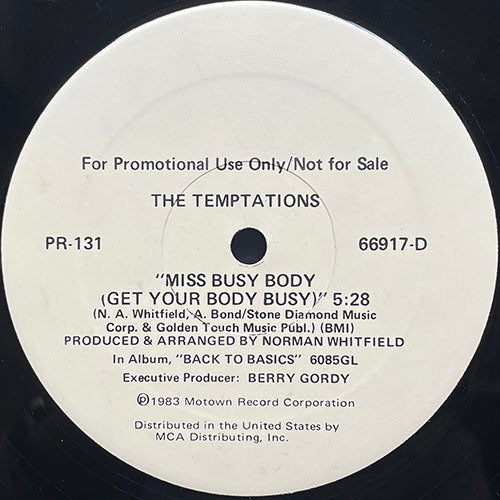 For Promotional Use Only/Not for Sale
THE TEMPTATIONS
PR-131
66917-D
"MISS BUSY BODY
(GET YOUR BODY BUSY)" 5:28
(N. A. Whitfield, A. Bond/Stone Diamond Music
Corp. & Golden Touch Music Publ.) (BMI)
PRODUCED & ARRANGED BY NORMAN WHITFIELD
In Album, "BACK TO BASICS" 6085GL
Executive Producer: BERRY GORDY
℗1983 Motown Record Corporation
Distributed in the United States by
MCA Distributing, Inc.